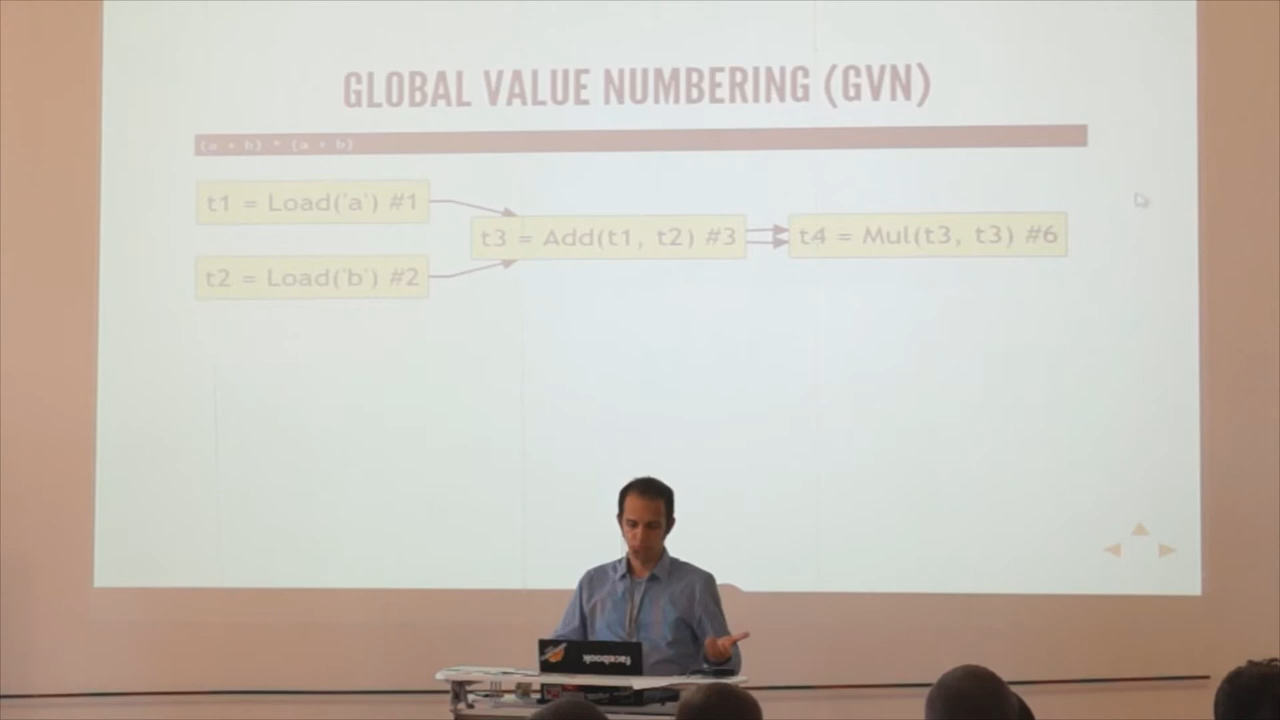 GLOBAL VALUE NUMBERING (GVN)
(a + b) * (a + b)
t1 = Load('a') #1
t3 = Add(t1, t2) #3
t4 = Mul(t3, t3) #6
t2 = Load('b') #2
facebook